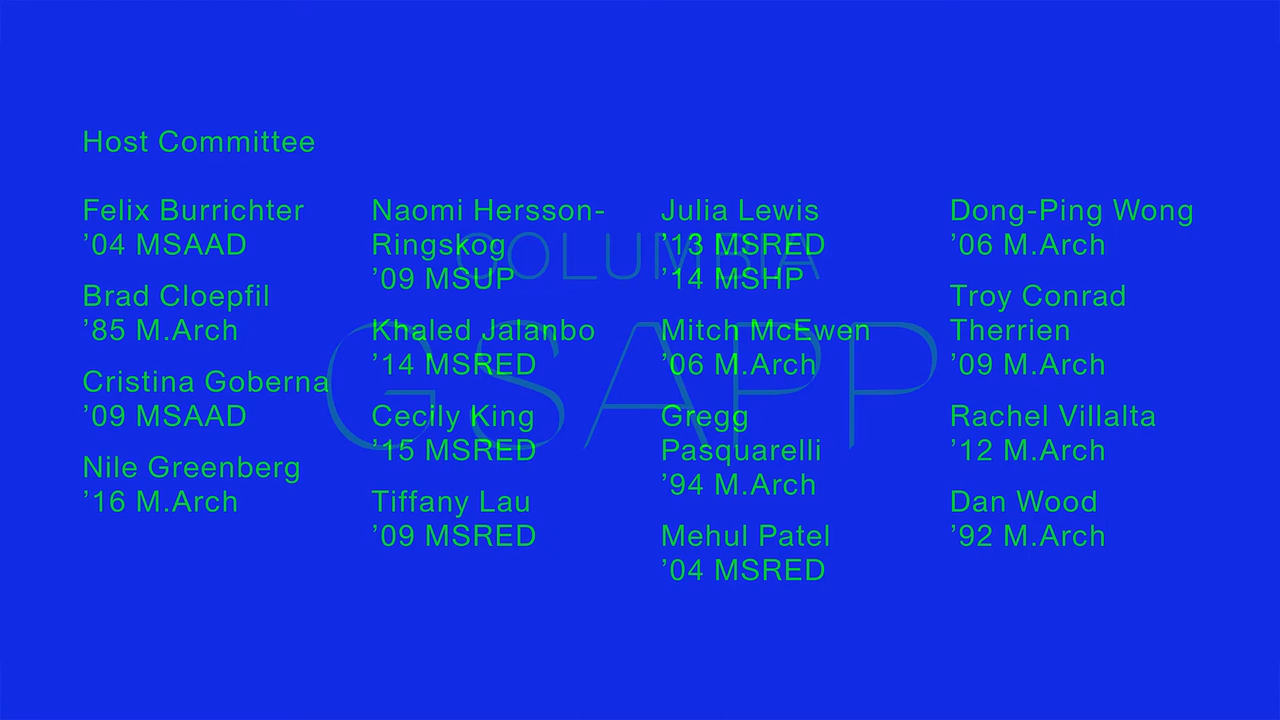 Host Committee
Felix Burrichter
’04 MSAAD
Brad Cloepfil
’85 M.Arch
Cristina Goberna
’09 MSAAD
Nile Greenberg
’16 M.Arch
Naomi Hersson-
Ringskog
’09 MSUP
Khaled Jalanbo
’14 MSRED
Cecily King
’15 MSRED
Tiffany Lau
’09 MSRED
Julia Lewis
’13 MSRED
’14 MSHP
Mitch McEwen
’06 M.Arch
Gregg
Pasquarelli
’94 M.Arch
Mehul Patel
’04 MSRED
Dong-Ping Wong
’06 M.Arch
Troy Conrad
Therrien
’09 M.Arch
Rachel Villalta
’12 M.Arch
Dan Wood
’92 M.Arch
COLUMBIA
GSAPP